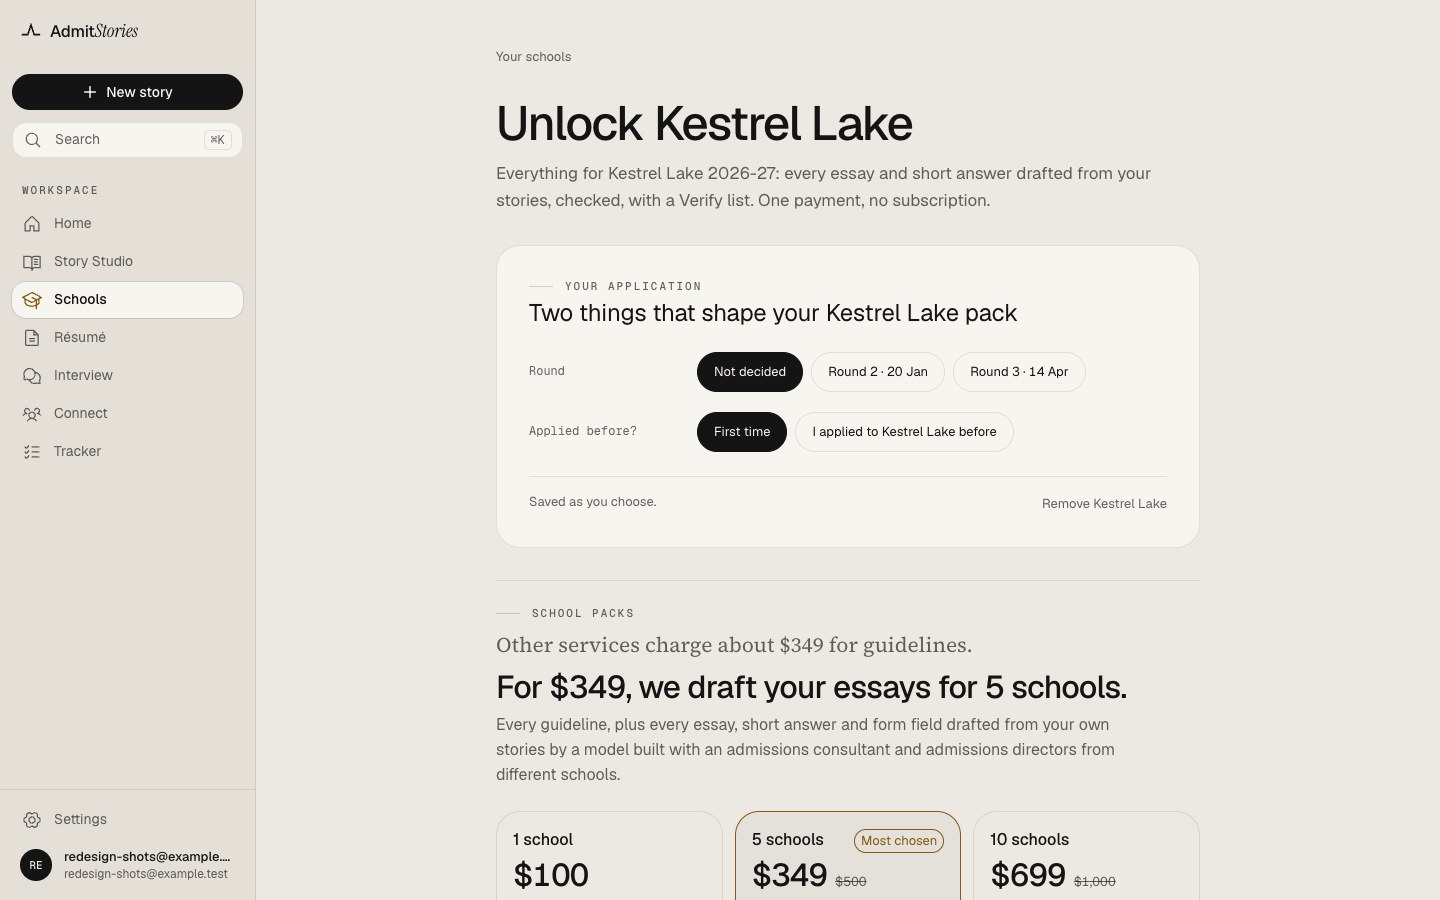 AdmitStories
New story
Search
⌘K
WORKSPACE
Home
Story Studio
Schools
Résumé
Interview
Connect
Tracker
Settings
RE
redesign-shots@example....
redesign-shots@example.test
Your schools
Unlock Kestrel Lake
Everything for Kestrel Lake 2026-27: every essay and short answer drafted from your
stories, checked, with a Verify list. One payment, no subscription.
YOUR APPLICATION
Two things that shape your Kestrel Lake pack
Round
Not decided
Round 2 · 20 Jan
Round 3 · 14 Apr
Applied before?
First time
I applied to Kestrel Lake before
Saved as you choose.
Remove Kestrel Lake
SCHOOL PACKS
Other services charge about $349 for guidelines.
For $349, we draft your essays for 5 schools.
Every guideline, plus every essay, short answer and form field drafted from your own
stories by a model built with an admissions consultant and admissions directors from
different schools.
1 school
$100
5 schools
Most chosen
$349 $500
10 schools
$699 $1,000